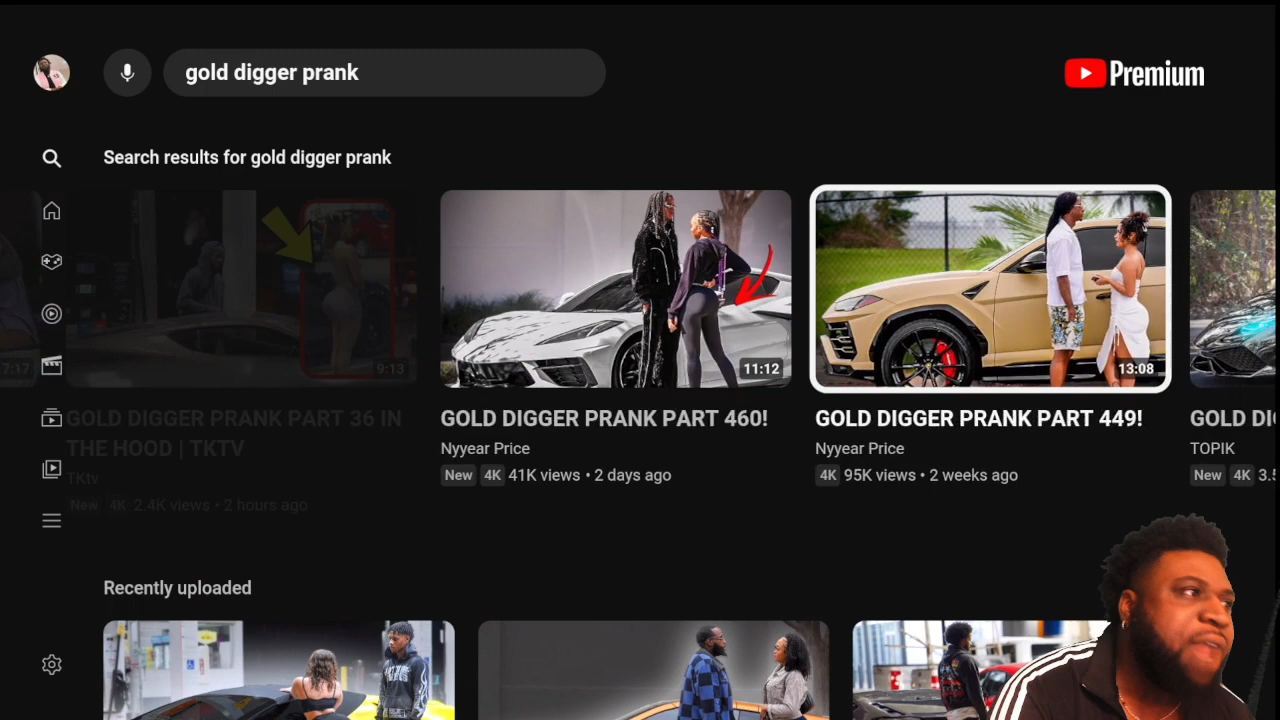 gold digger prank
Premium
Search results for gold digger prank
7:17
9:13
11:12
13:08
GOLD DIGGER PRANK PART 36 IN
THE HOOD | TKTV
TKtv
New 4K 2.4K views • 2 hours ago
GOLD DIGGER PRANK PART 460!
Nyyear Price
New 4K 41K views • 2 days ago
GOLD DIGGER PRANK PART 449!
Nyyear Price
4K 95K views • 2 weeks ago
GOLD DI
TOPIK
New 4K 3.5
Recently uploaded